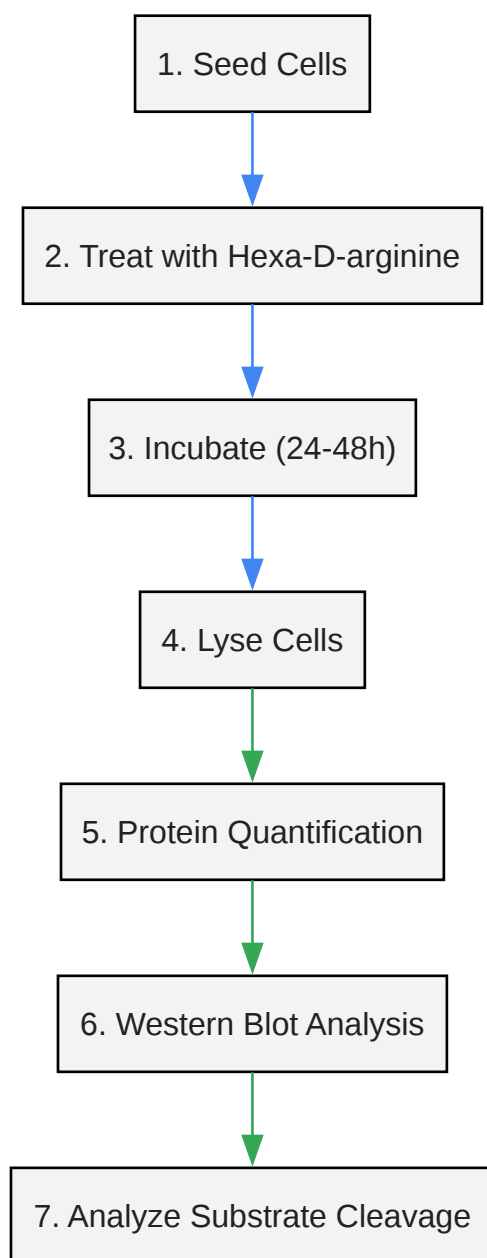 1. Seed Cells
2. Treat with Hexa-D-arginine
3. Incubate (24-48h)
4. Lyse Cells
5. Protein Quantification
6. Western Blot Analysis
7. Analyze Substrate Cleavage